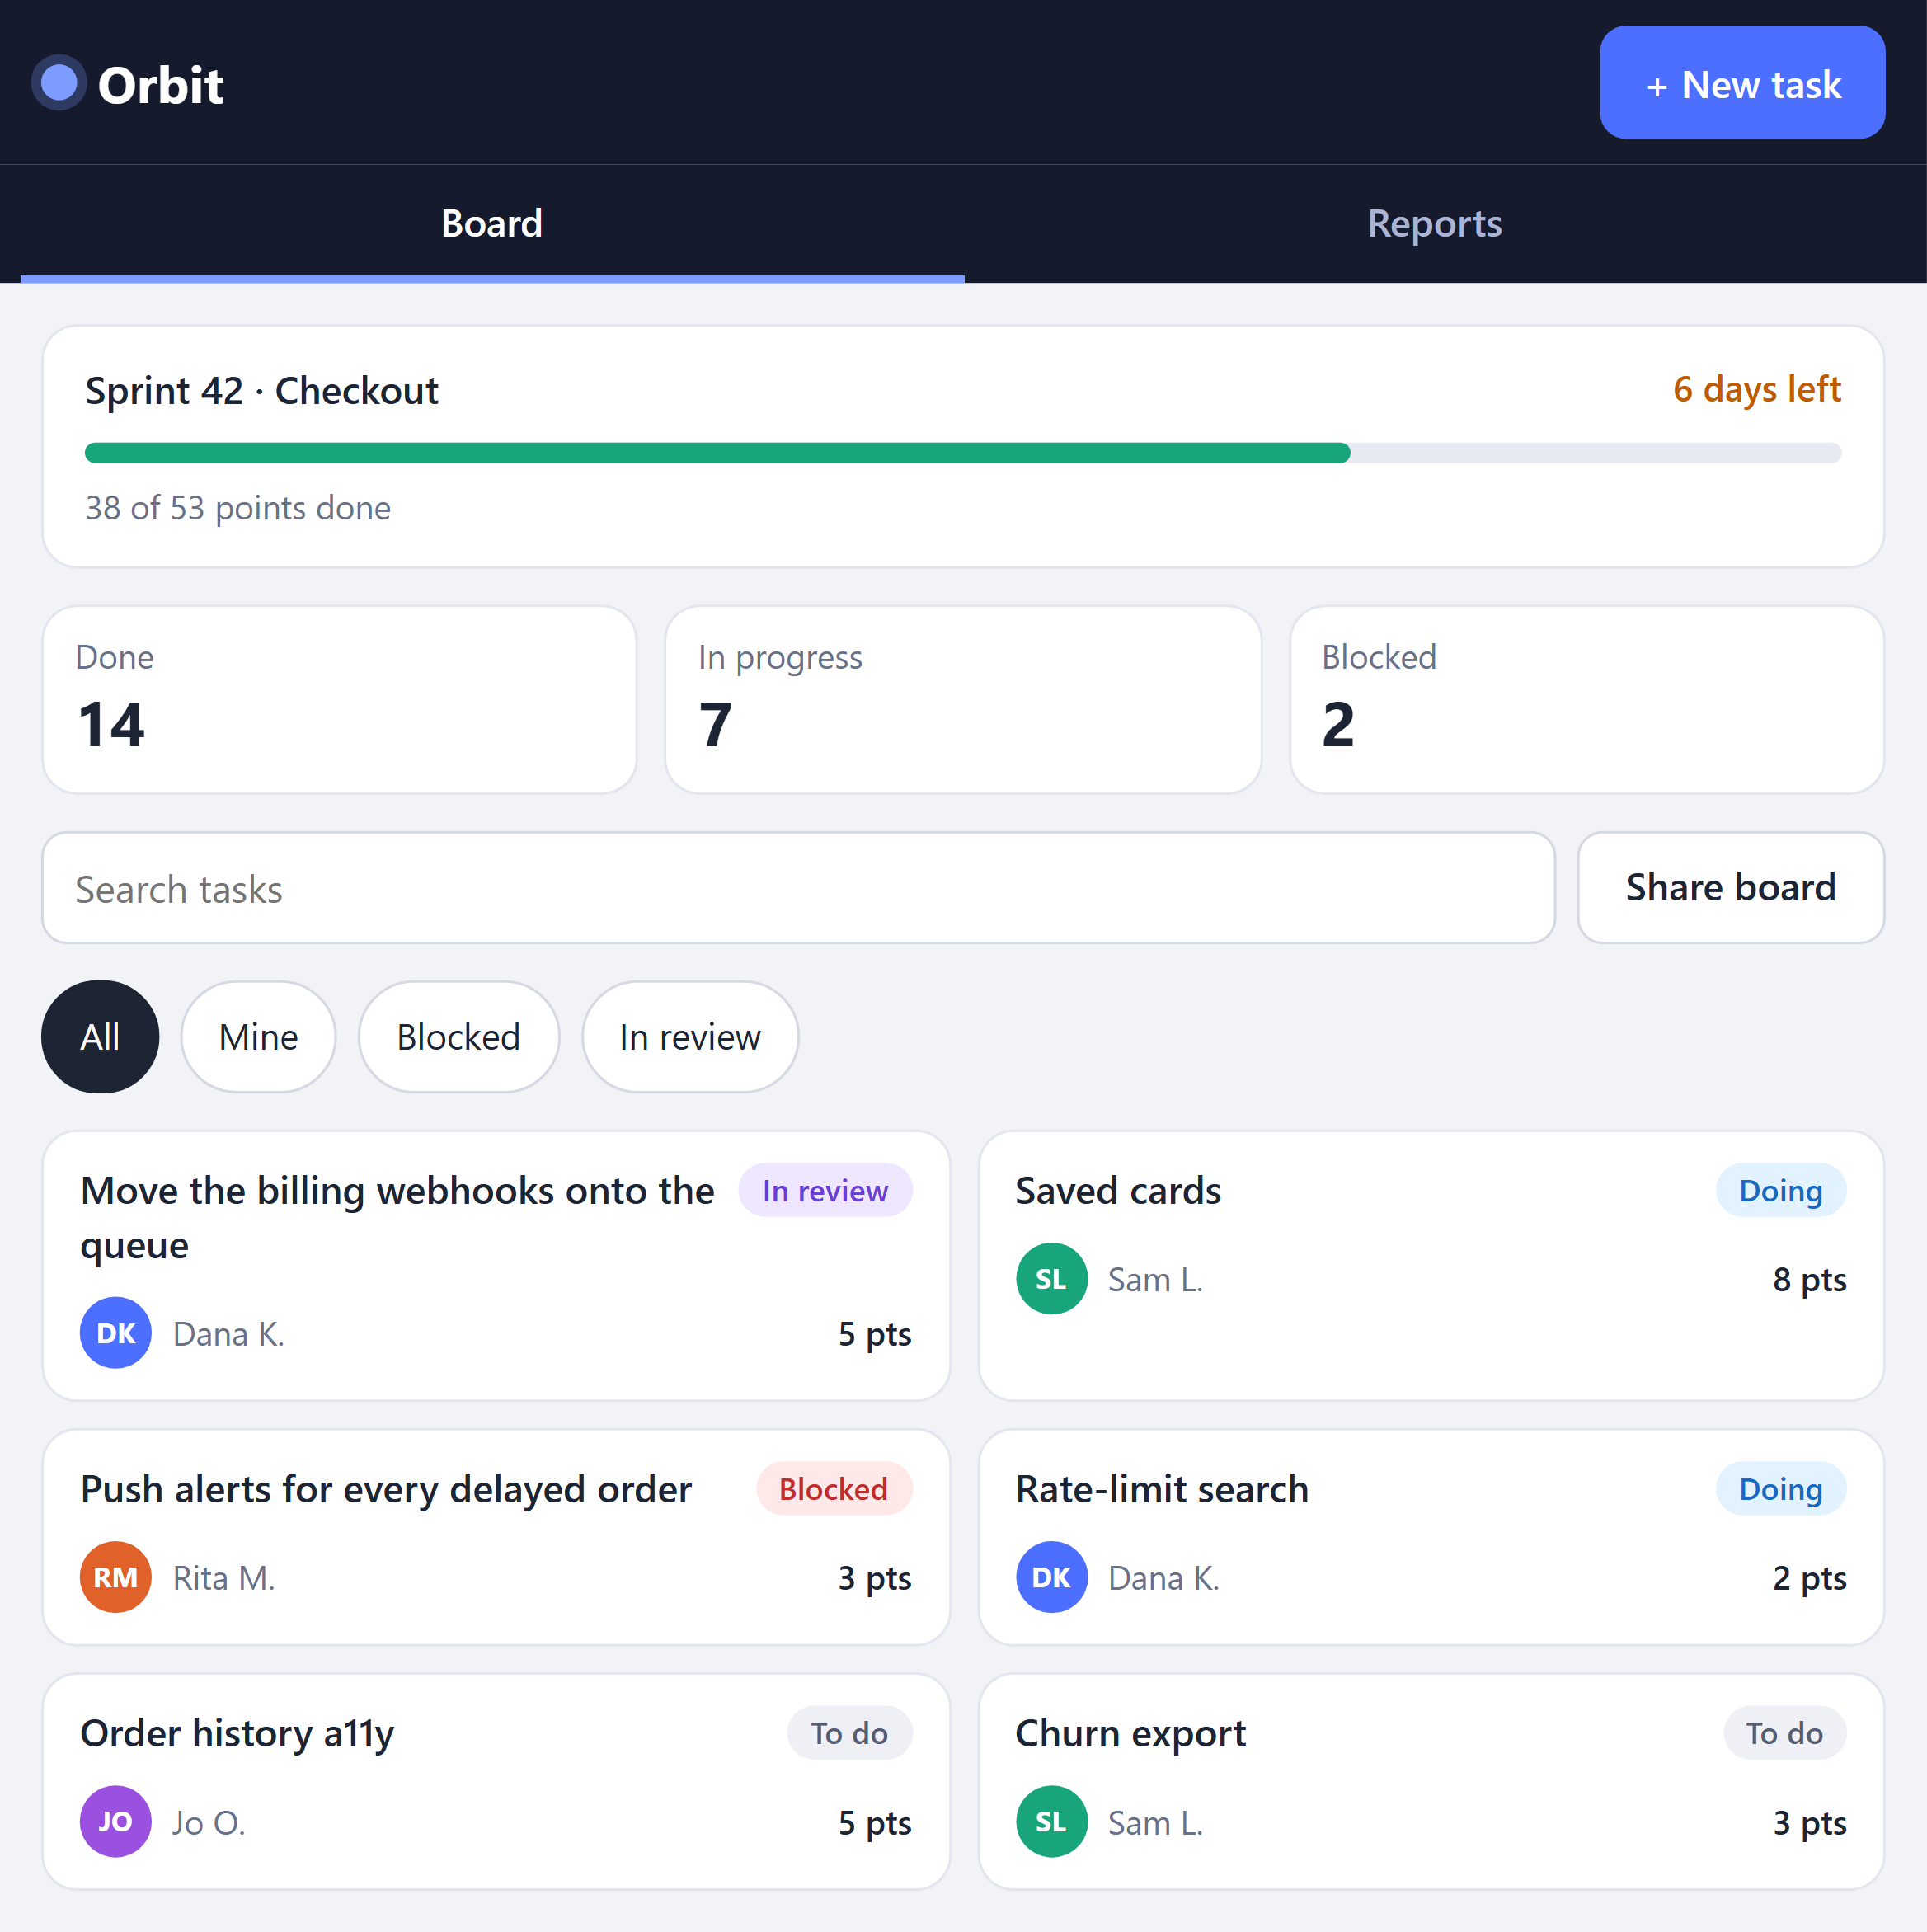 Orbit
+ New task
Board
Reports
Sprint 42 · Checkout
6 days left
38 of 53 points done
Done
14
In progress
7
Blocked
2
Search tasks
Share board
All
Mine
Blocked
In review
Move the billing webhooks onto the
queue
In review
DK
Dana K.
5 pts
Saved cards
Doing
SL
Sam L.
8 pts
Push alerts for every delayed order
Blocked
RM
Rita M.
3 pts
Rate-limit search
Doing
DK
Dana K.
2 pts
Order history a11y
To do
JO
Jo O.
5 pts
Churn export
To do
SL
Sam L.
3 pts